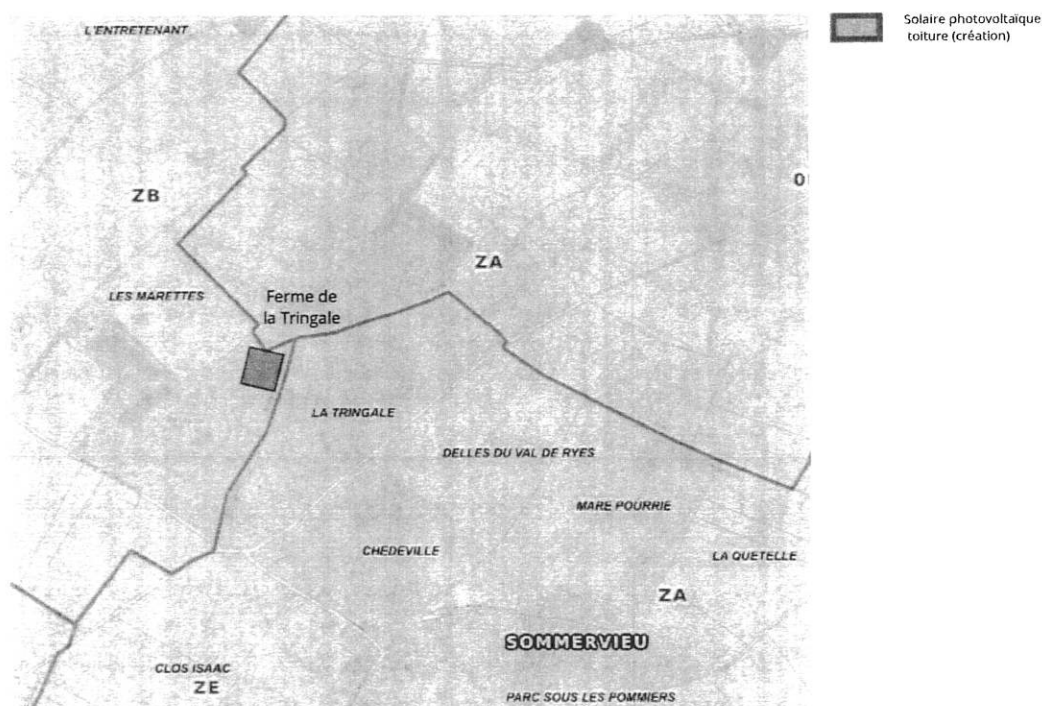 L'ENTRETENANT
Solaire photovoltaïque
toiture (création)
ZB
ZA
LES MARETTES
Ferme de
la Tringale
LA TRINGALE
DELLES DU VAL DE RYES
MARE POURRIE
CHEDEVILLE
LA QUETELLE
ZA
SOMMERVIEU
CLOS ISAAC
ZE
PARC SOUS LES POMMIERS